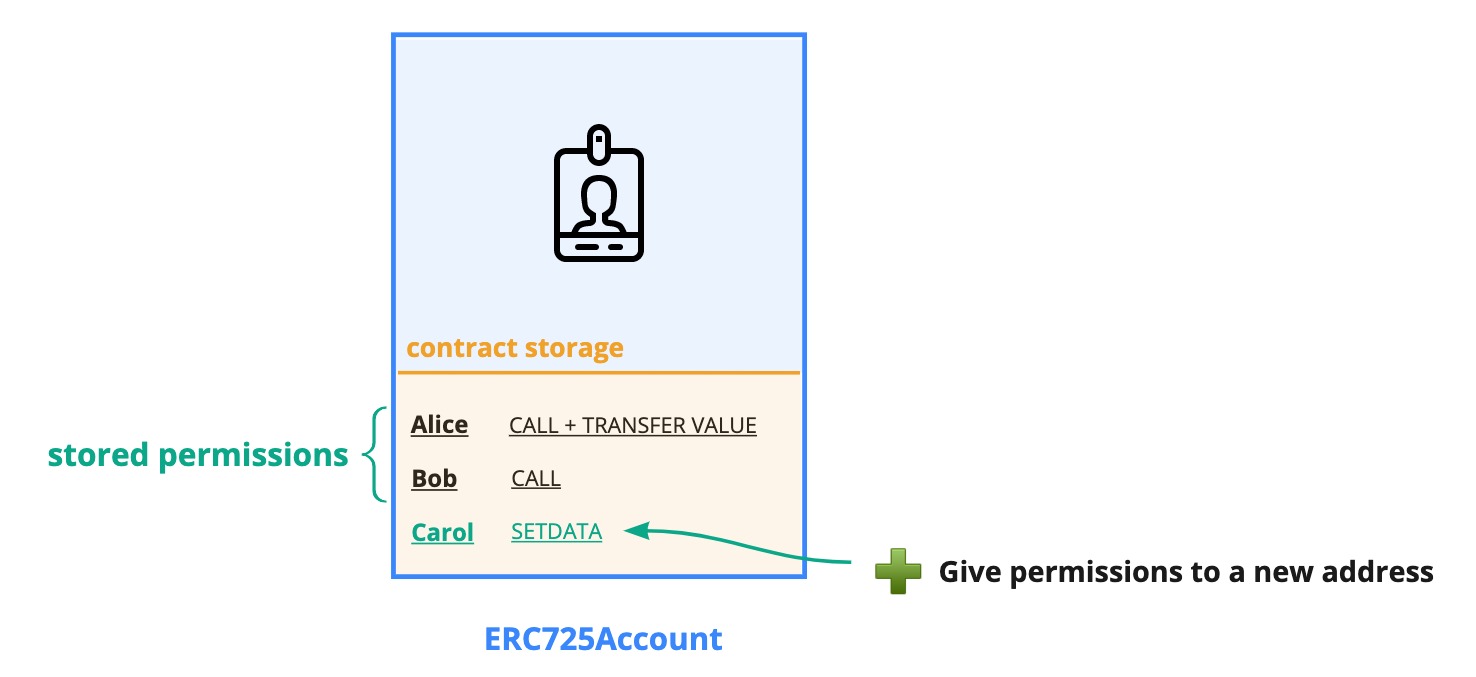 contract storage
stored permissions
Alice CALL + TRANSFER VALUE
Bob CALL
Carol SETDATA
Give permissions to a new address
ERC725Account